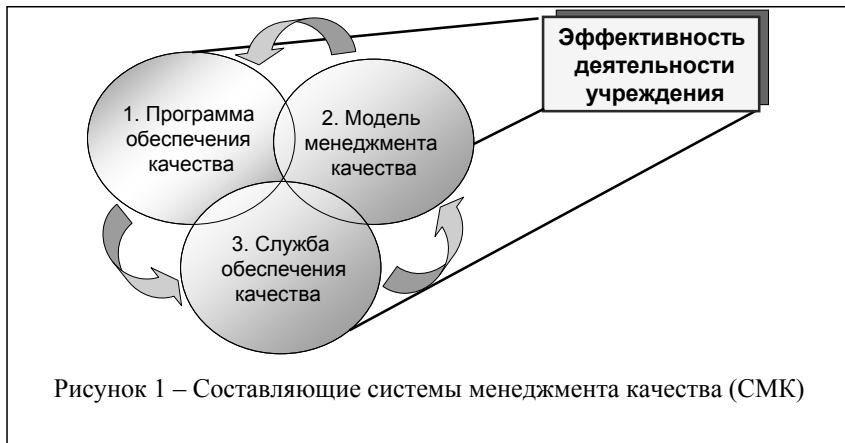 Эффективность
деятельности
учреждения
1. Программа
обеспечения
качества
2. Модель
менеджмента
качества
3. Служба
обеспечения
качества
Рисунок 1 – Составляющие системы менеджмента качества (СМК)